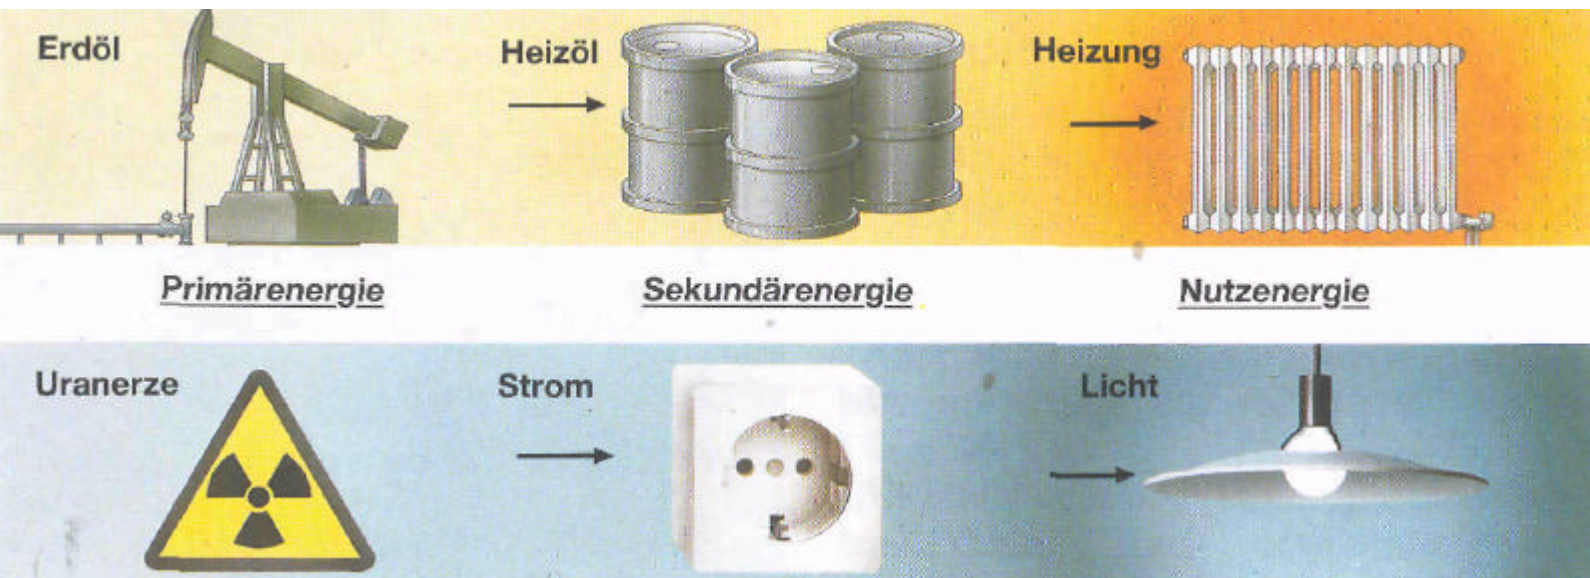 Erdöl
Heizöl
Heizung
Primärenergie
Sekundärenergie
Nutzenergie
Uranerze
Strom
Licht